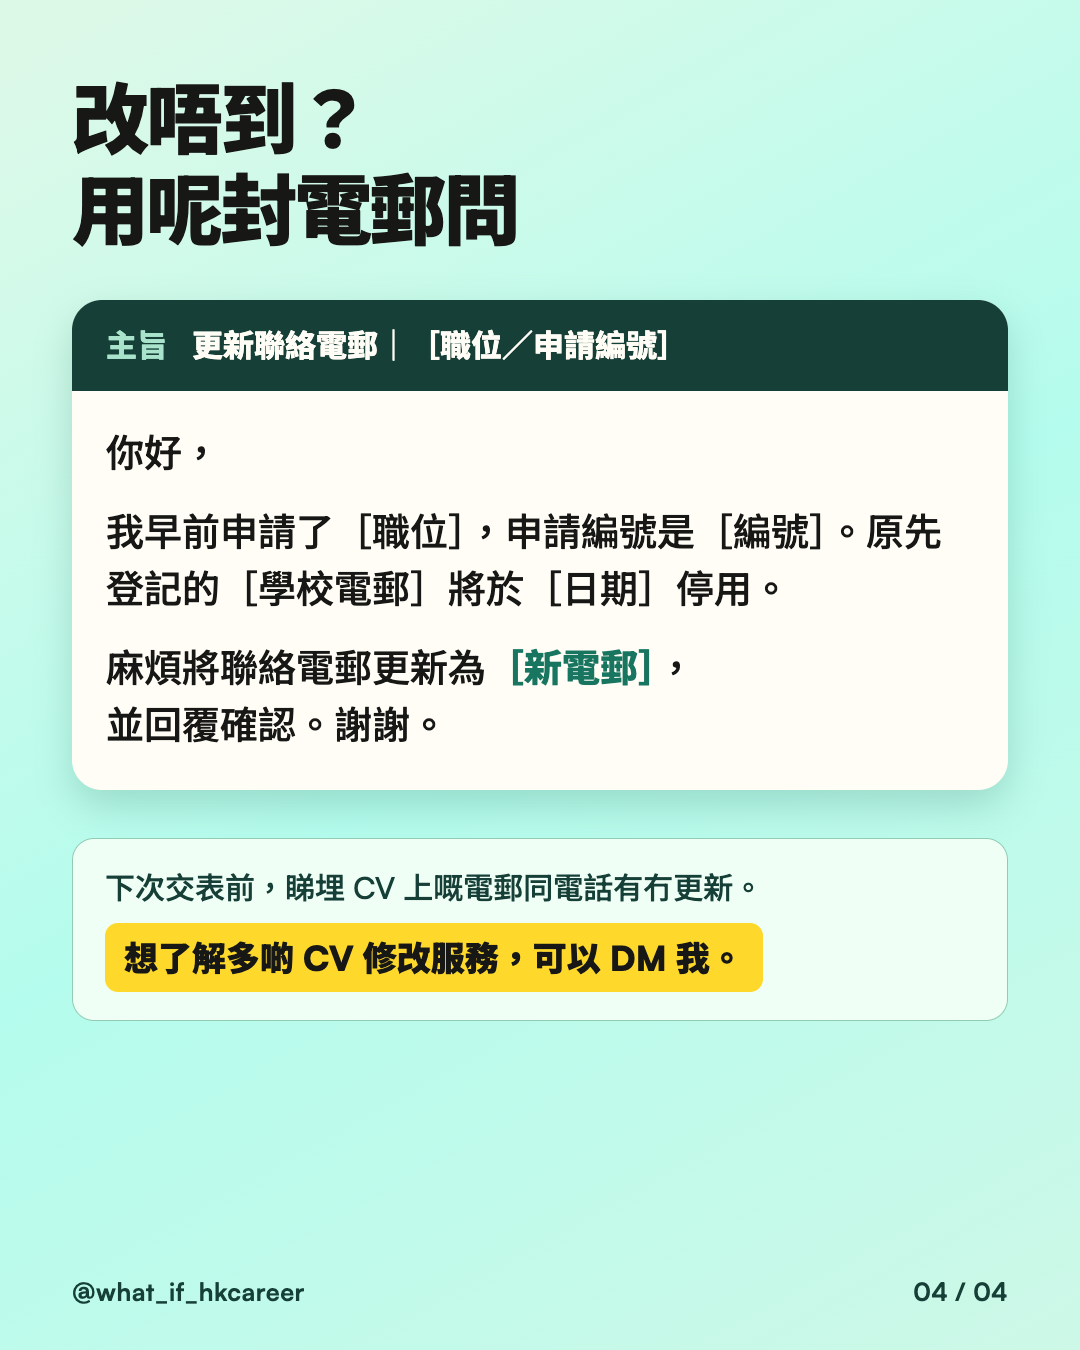 改唔到？
用呢封電郵問
主旨 更新聯絡電郵｜［職位／申請編號］
你好，
我早前申請了［職位］，申請編號是［編號］。原先
登記的［學校電郵］將於［日期］停用。
麻煩將聯絡電郵更新為［新電郵］，
並回覆確認。謝謝。
下次交表前，睇埋 CV 上嘅電郵同電話有冇更新。
想了解多啲 CV 修改服務，可以 DM 我。
@what_if_hkcareer
04 / 04